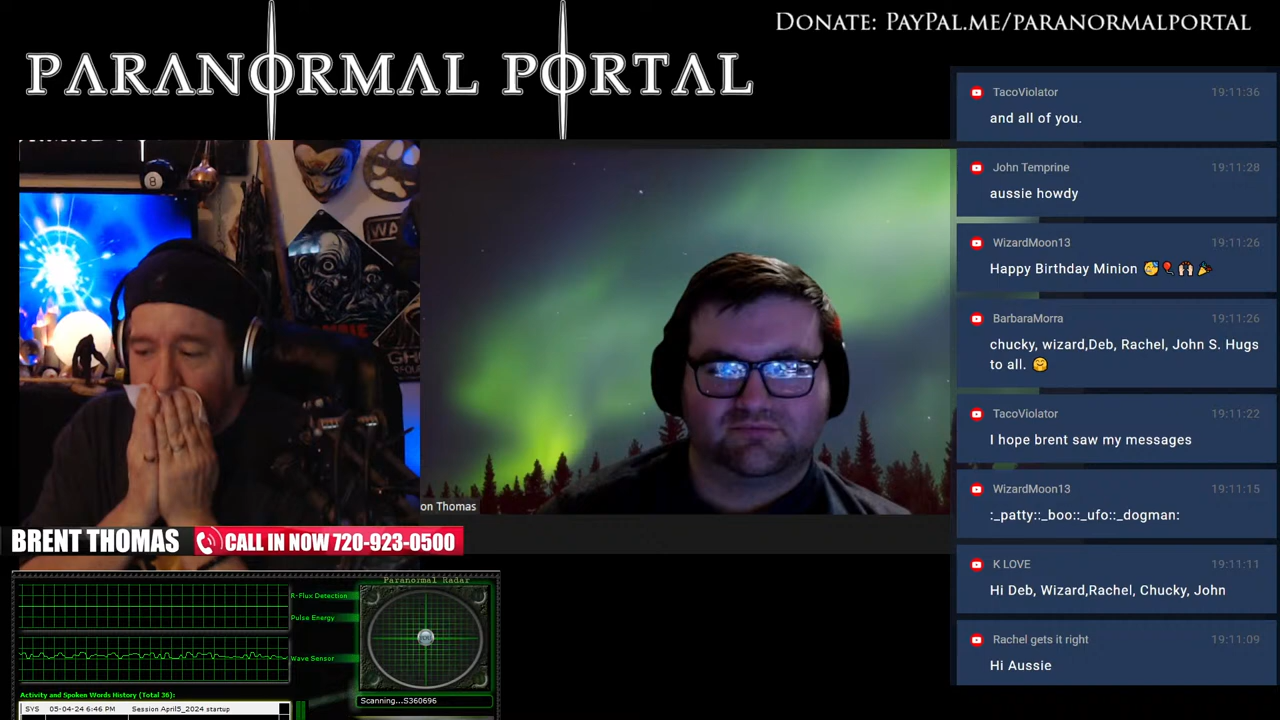 DONATE: PAYPAL.ME/PARANORMALPORTAL
PARANORMAL PORTAL
TacoViolator 19:11:36
and all of you.
John Temprine 19:11:28
aussie howdy
WizardMoon13 19:11:26
Happy Birthday Minion 🥳🎈🙌🎉
BarbaraMorra 19:11:26
chucky, wizard,Deb, Rachel, John S. Hugs
to all. 🤗
TacoViolator 19:11:22
I hope brent saw my messages
WizardMoon13 19:11:15
:_patty::_boo::_ufo::_dogman:
K LOVE 19:11:11
Hi Deb, Wizard,Rachel, Chucky, John
Rachel gets it right 19:11:09
Hi Aussie
8
ZOMBIE
on Thomas
BRENT THOMAS
CALL IN NOW 720-923-0500
Paranormal Radar
R-Flux Detection
Pulse Energy
Wave Sensor
Scanning...S360696
Activity and Spoken Words History (Total 36):
SYS 05-04-24 6:46 PM Session April5_2024 startup